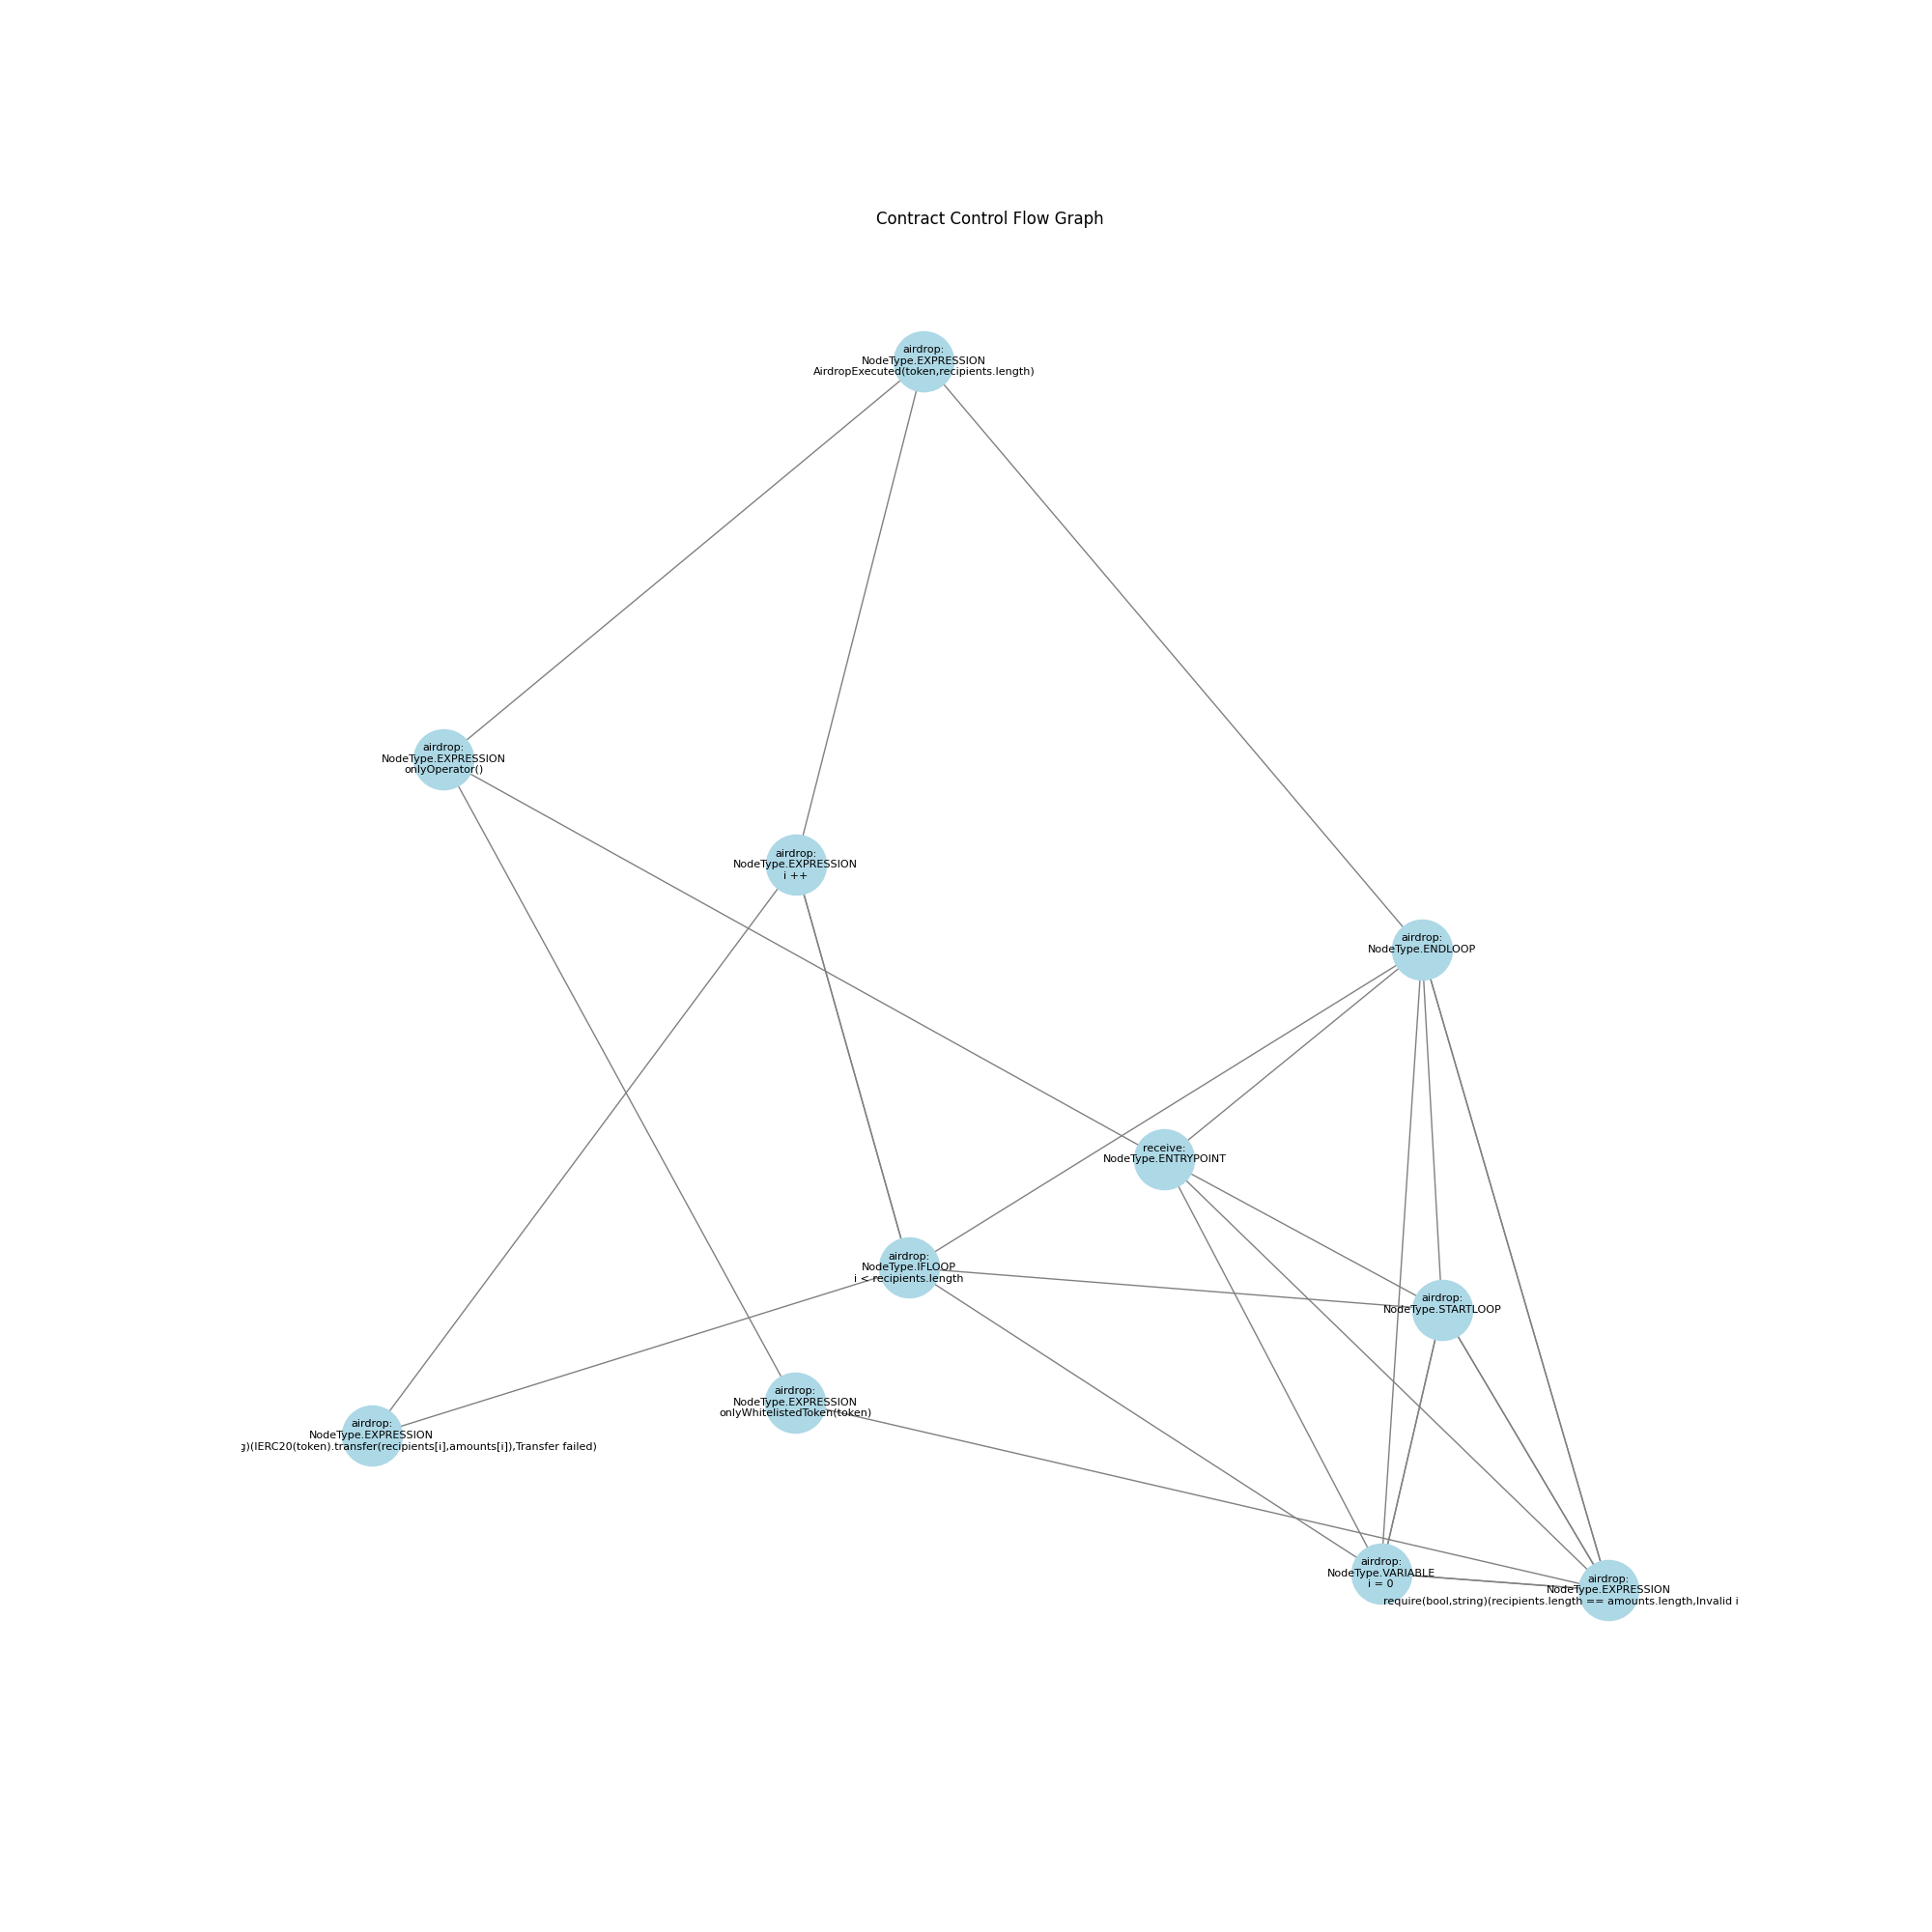 Contract Control Flow Graph
airdrop:
NodeType.EXPRESSION
AirdropExecuted(token,recipients.length)
airdrop:
NodeType.EXPRESSION
onlyOperator()
airdrop:
NodeType.EXPRESSION
i ++
airdrop:
NodeType.ENDLOOP
receive:
NodeType.ENTRYPOINT
airdrop:
NodeType.IFLOOP
i < recipients.length
airdrop:
NodeType.STARTLOOP
airdrop:
NodeType.EXPRESSION
onlyWhitelistedToken(token)
airdrop:
NodeType.EXPRESSION
g)(IERC20(token).transfer(recipients[i],amounts[i]),Transfer failed)
airdrop:
NodeType.VARIABLE
i = 0
airdrop:
NodeType.EXPRESSION
require(bool,string)(recipients.length == amounts.length,Invalid i